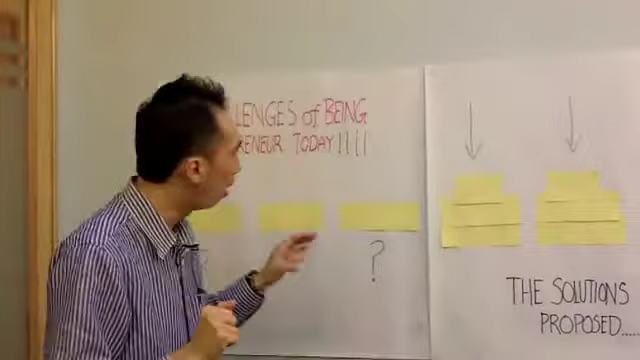 LENGES of BEING
RENEUR TODAY!!!!
?
THE SOLUTIONS
PROPOSED.....